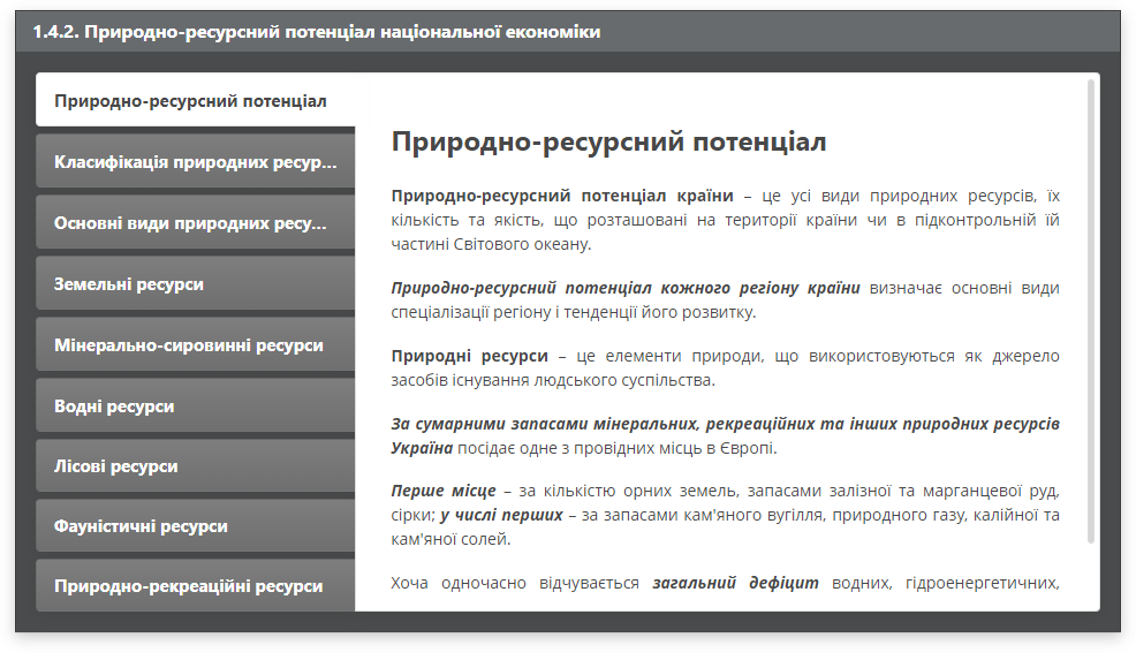 1.4.2. Природно-ресурсний потенціал національної економіки
Природно-ресурсний потенціал
Класифікація природних ресур...
Основні види природних ресу...
Земельні ресурси
Мінерально-сировинні ресурси
Водні ресурси
Лісові ресурси
Фауністичні ресурси
Природно-рекреаційні ресурси
Природно-ресурсний потенціал
Природно-ресурсний потенціал країни – це усі види природних ресурсів, їх
кількість та якість, що розташовані на території країни чи в підконтрольній їй
частині Світового океану.
Природно-ресурсний потенціал кожного регіону країни визначає основні види
спеціалізації регіону і тенденції його розвитку.
Природні ресурси – це елементи природи, що використовуються як джерело
засобів існування людського суспільства.
За сумарними запасами мінеральних, рекреаційних та інших природних ресурсів
Україна посідає одне з провідних місць в Європі.
Перше місце – за кількістю орних земель, запасами залізної та марганцевої руд,
сірки; у числі перших – за запасами кам'яного вугілля, природного газу, калійної та
кам'яної солей.
Хоча одночасно відчувається загальний дефіцит водних, гідроенергетичних,